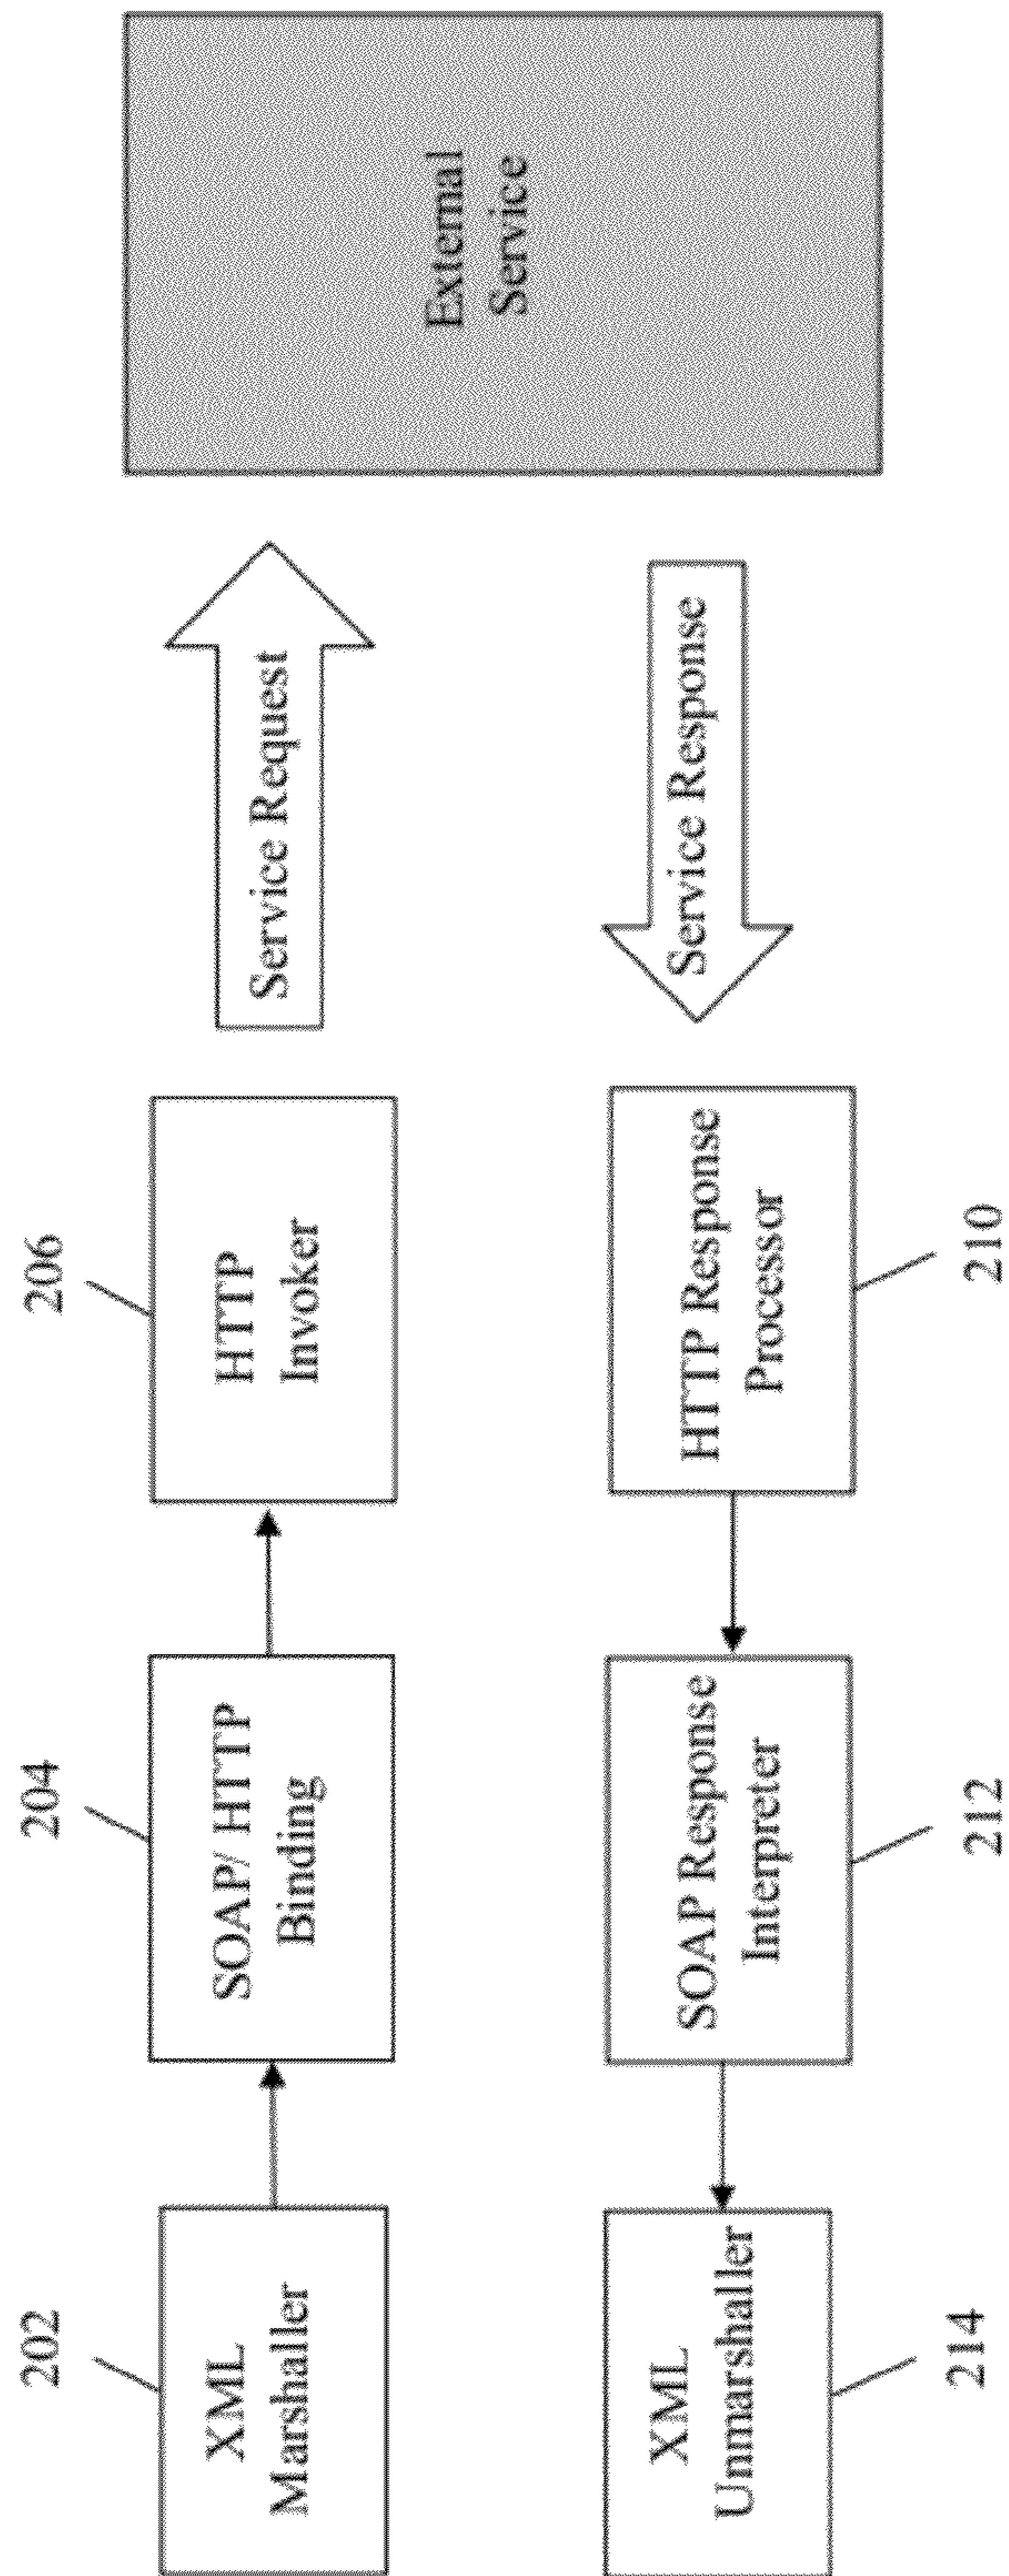 202
XML
Marshaller
204
SOAP/ HTTP
Binding
206
HTTP
Invoker
Service Request
External
Service
Service Response
HTTP Response
Processor
210
SOAP Response
Interpreter
212
XML
Unmarshaller
214